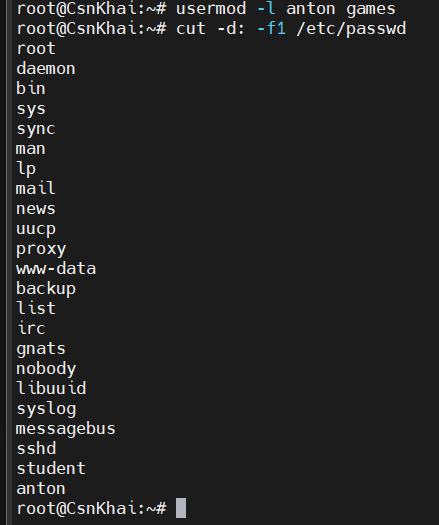 root@CsnKhai:~# usermod -l anton games
root@CsnKhai:~# cut -d: -f1 /etc/passwd
root
daemon
bin
sys
sync
man
lp
mail
news
uucp
proxy
www-data
backup
list
irc
gnats
nobody
libuuid
syslog
messagebus
sshd
student
anton
root@CsnKhai:~#